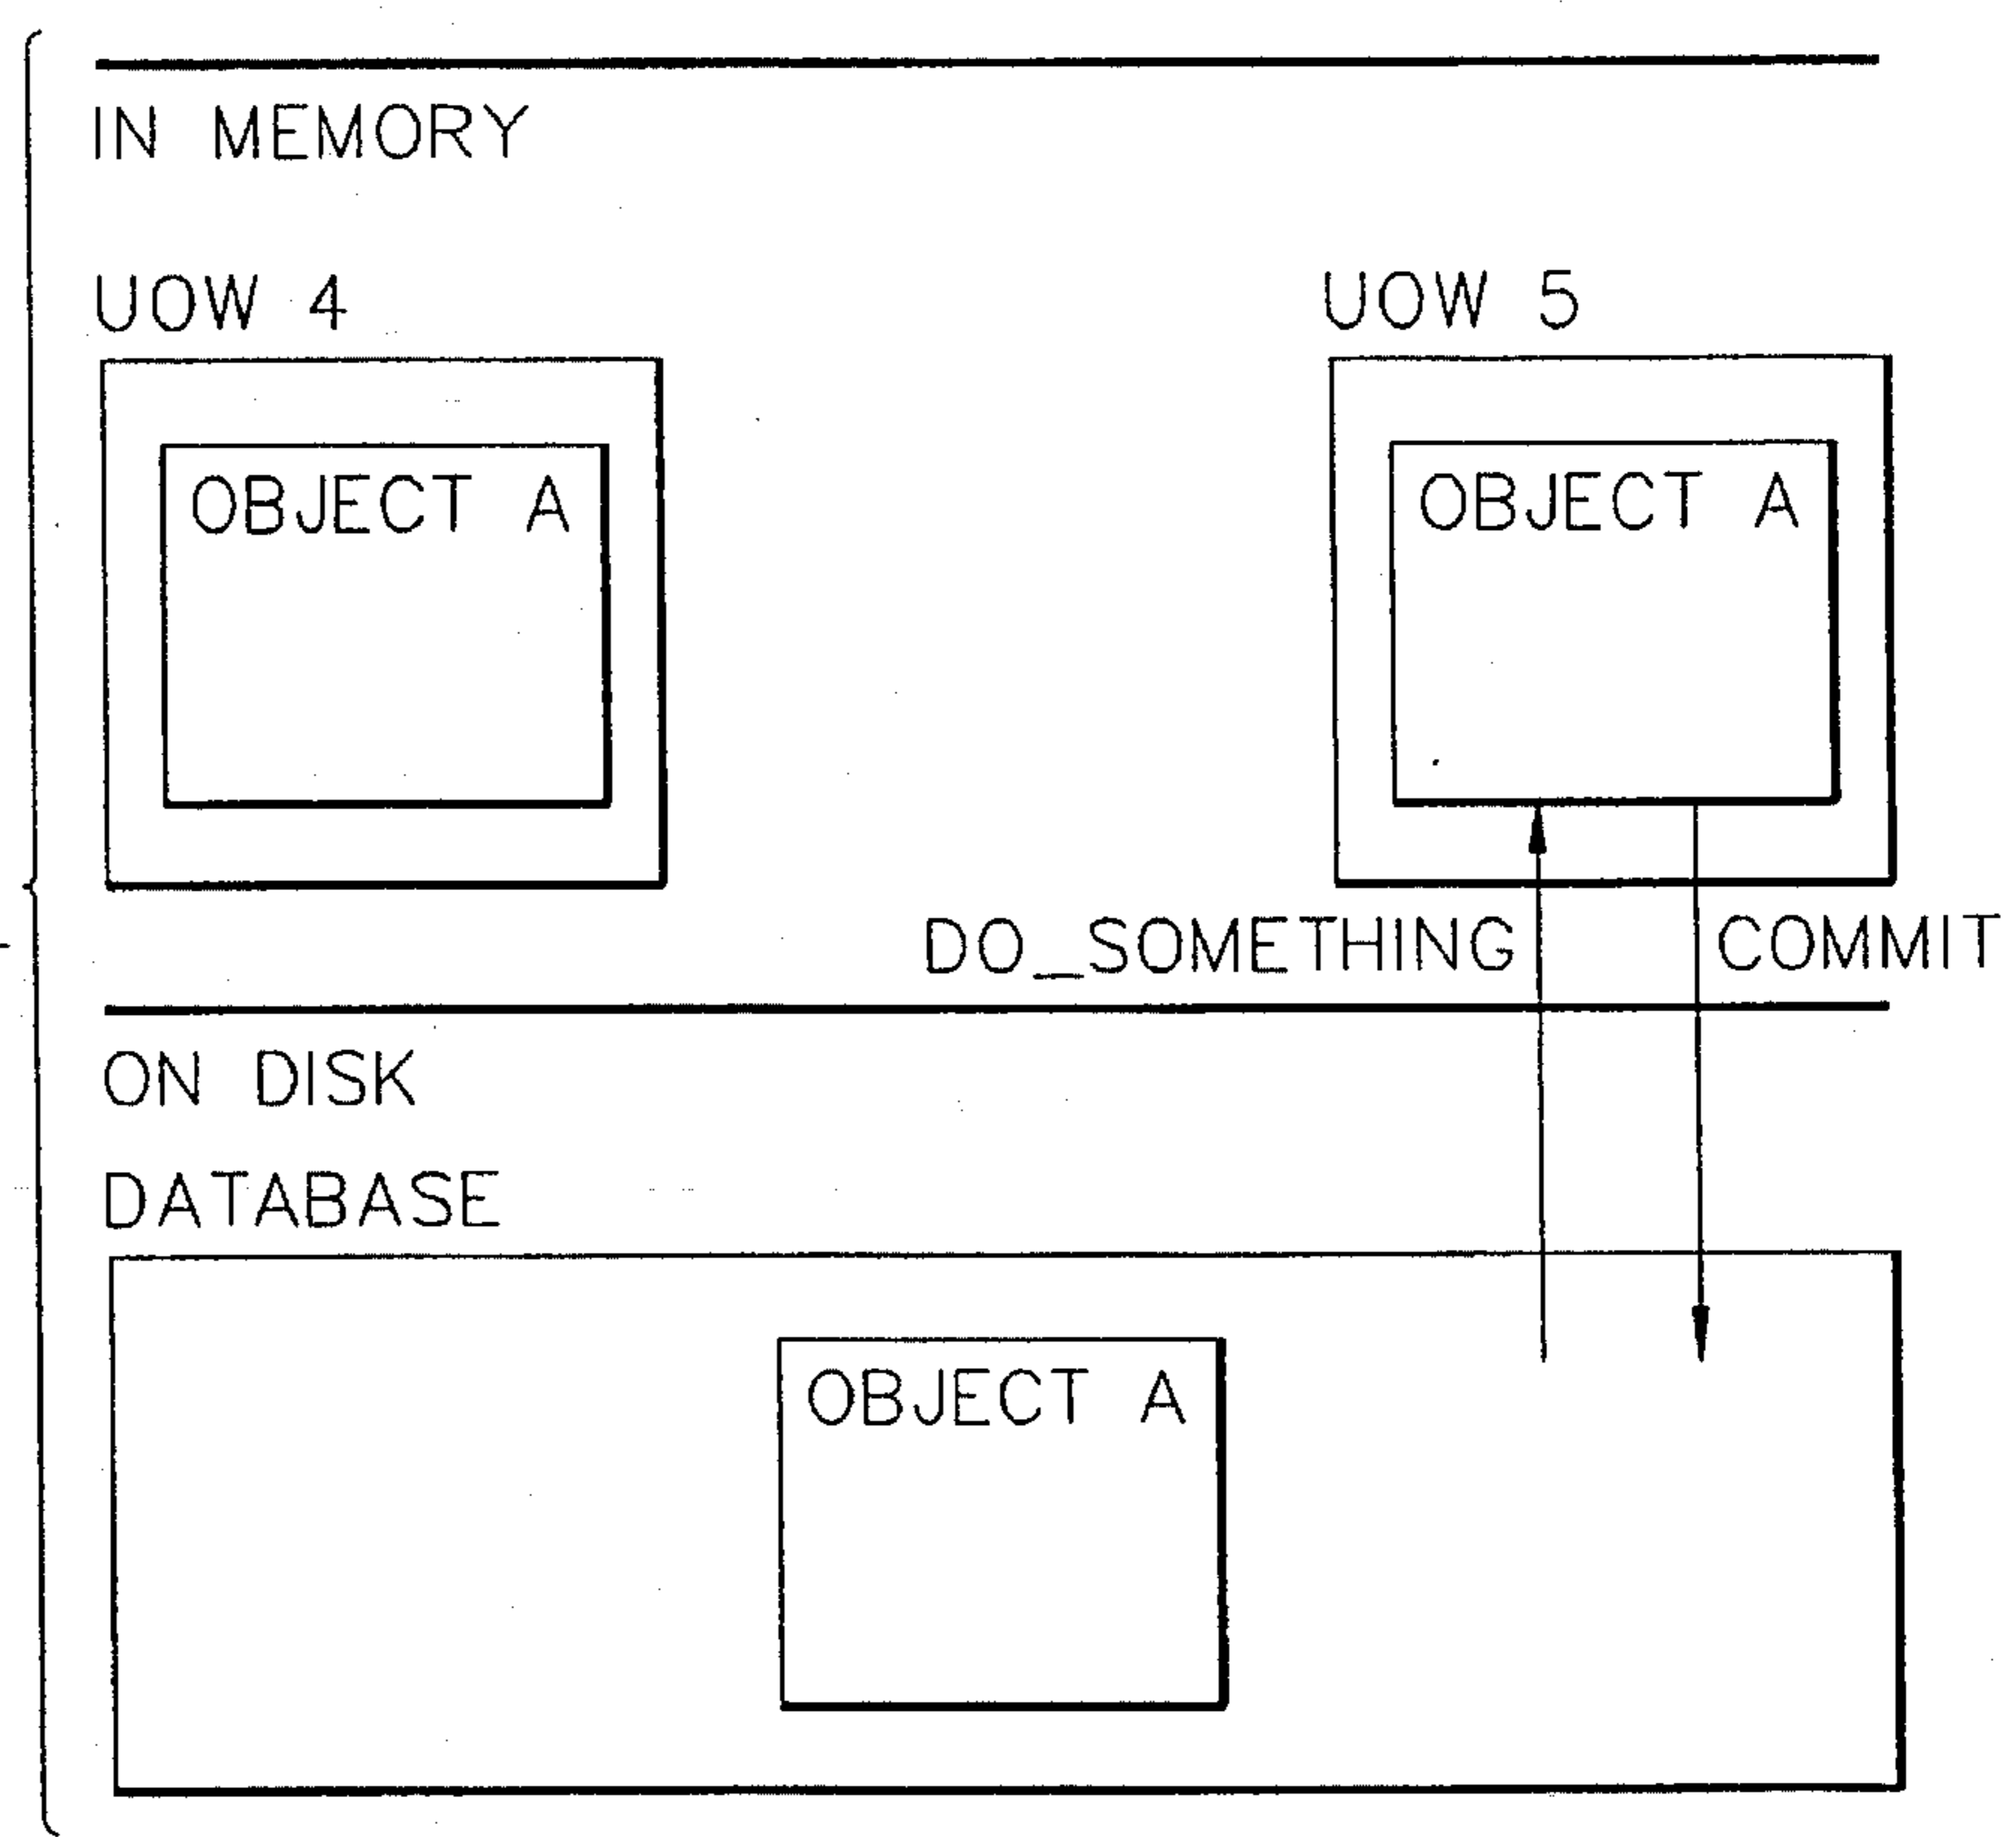 IN MEMORY
UOW 4
UOW 5
OBJECT A
OBJECT A
DO_SOMETHING
COMMIT
ON DISK
DATABASE
OBJECT A